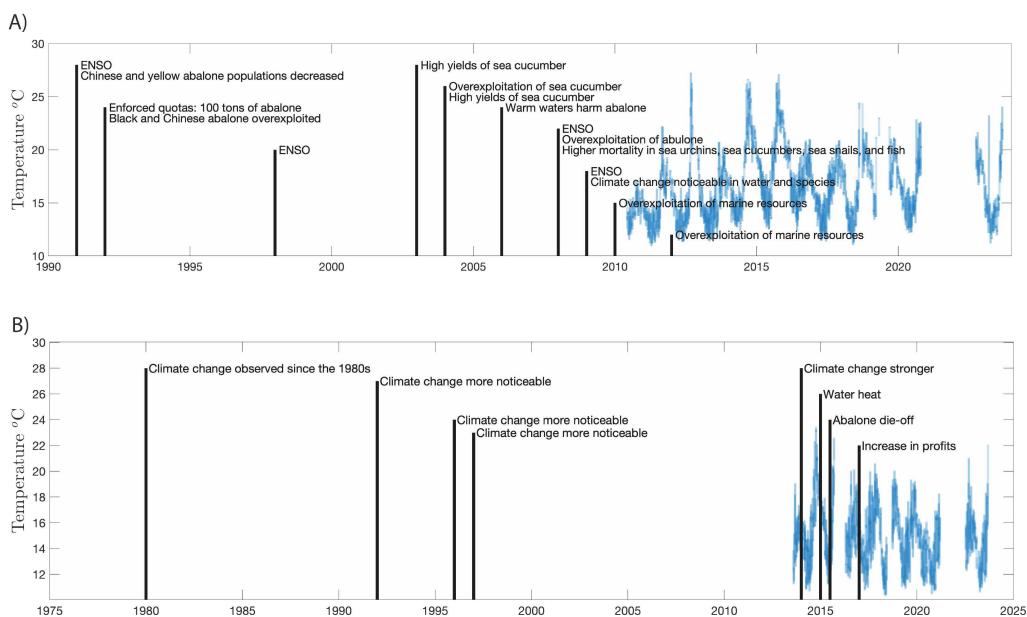 A)
30
25
20
15
10
Temperature °C
ENSO
Chinese and yellow abalone populations decreased
Enforced quotas: 100 tons of abalone
Black and Chinese abalone overexploited
ENSO
High yields of sea cucumber
Overexploitation of sea cucumber
High yields of sea cucumber
Warm waters harm abalone
ENSO
Overexploitation of abulone
Higher mortality in sea urchins, sea cucumbers, sea snails, and fish
ENSO
Climate change noticeable in water and species
Overexploitation of marine resources
Overexploitation of marine resources
1990 1995 2000 2005 2010 2015 2020
B)
30
28
26
24
22
20
18
16
14
12
Temperature °C
Climate change observed since the 1980s
Climate change more noticeable
Climate change more noticeable
Climate change more noticeable
Climate change stronger
Water heat
Abalone die-off
Increase in profits
1975 1980 1985 1990 1995 2000 2005 2010 2015 2020 2025